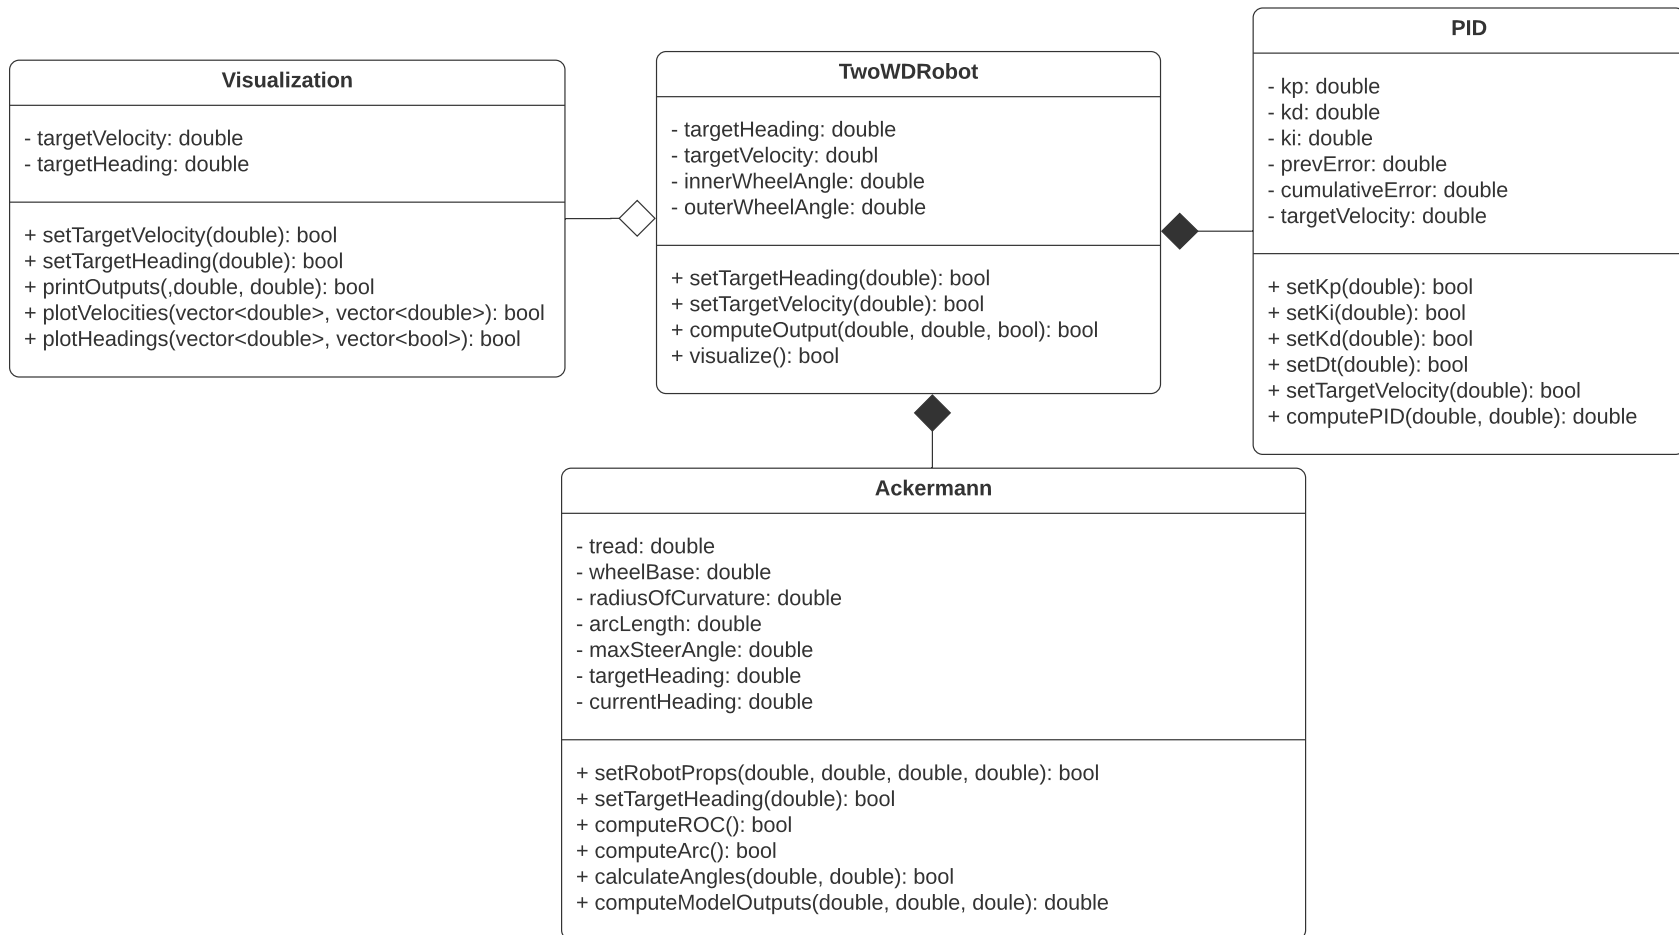 Visualization
- targetVelocity: double
- targetHeading: double
+ setTargetVelocity(double): bool
+ setTargetHeading(double): bool
+ printOutputs(,double, double): bool
+ plotVelocities(vector<double>, vector<double>): bool
+ plotHeadings(vector<double>, vector<bool>): bool
TwoWDRobot
- targetHeading: double
- targetVelocity: doubl
- innerWheelAngle: double
- outerWheelAngle: double
+ setTargetHeading(double): bool
+ setTargetVelocity(double): bool
+ computeOutput(double, double, bool): bool
+ visualize(): bool
PID
- kp: double
- kd: double
- ki: double
- prevError: double
- cumulativeError: double
- targetVelocity: double
+ setKp(double): bool
+ setKi(double): bool
+ setKd(double): bool
+ setDt(double): bool
+ setTargetVelocity(double): bool
+ computePID(double, double): double
Ackermann
- tread: double
- wheelBase: double
- radiusOfCurvature: double
- arcLength: double
- maxSteerAngle: double
- targetHeading: double
- currentHeading: double
+ setRobotProps(double, double, double, double): bool
+ setTargetHeading(double): bool
+ computeROC(): bool
+ computeArc(): bool
+ calculateAngles(double, double): bool
+ computeModelOutputs(double, double, doule): double